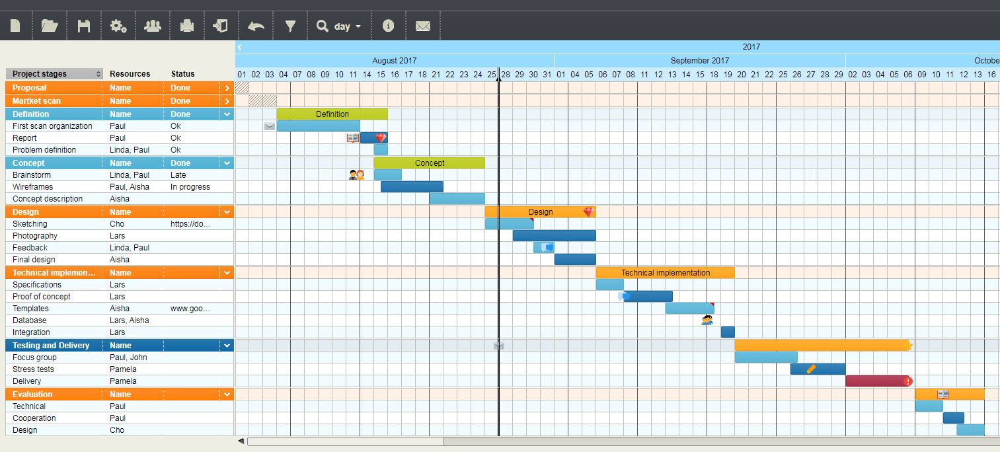 day
2017
August 2017 September 2017 Octobe
Project stages Resources Status 01 02 03 04 07 08 09 10 11 14 15 16 17 18 21 22 23 24 25 28 29 30 31 01 04 05 06 07 08 11 12 13 14 15 18 19 20 21 22 25 26 27 28 29 02 03 04 05 06 09 10 11 12 13 16
Proposal Name Done
Martket scan Name Done
Definition Name Done Definition
First scan organization Paul Ok
Report Paul Ok
Problem definition Linda, Paul Ok
Concept Name Done Concept
Brainstorm Linda, Paul Late
Wireframes Paul, Aisha In progress
Concept description Aisha
Design Name Design
Sketching Cho https://do...
Photography Lars
Feedback Linda, Paul
Final design Aisha
Technical implemen... Name Technical implementation
Specifications Lars
Proof of concept Lars
Templates Aisha www.goo...
Database Lars, Aisha
Integration Lars
Testing and Delivery Name
Focus group Paul, John
Stress tests Pamela
Delivery Pamela
Evaluation Name
Technical Paul
Cooperation Paul
Design Cho